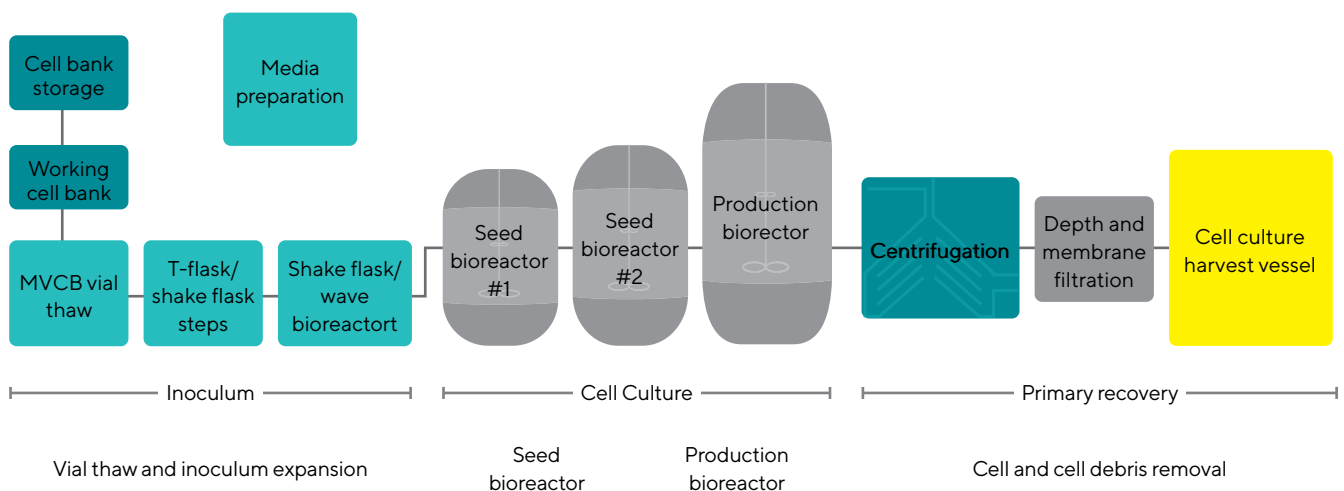 Cell bank
storage
Media
preparation
Working
cell bank
MVCB vial
thaw
T-flask/
shake flask
steps
Shake flask/
wave
bioreactort
Seed
bioreactor
#1
Seed
bioreactor
#2
Production
biorector
Centrifugation
Depth and
membrane
filtration
Cell culture
harvest vessel
Inoculum
Cell Culture
Primary recovery
Vial thaw and inoculum expansion
Seed
bioreactor
Production
bioreactor
Cell and cell debris removal